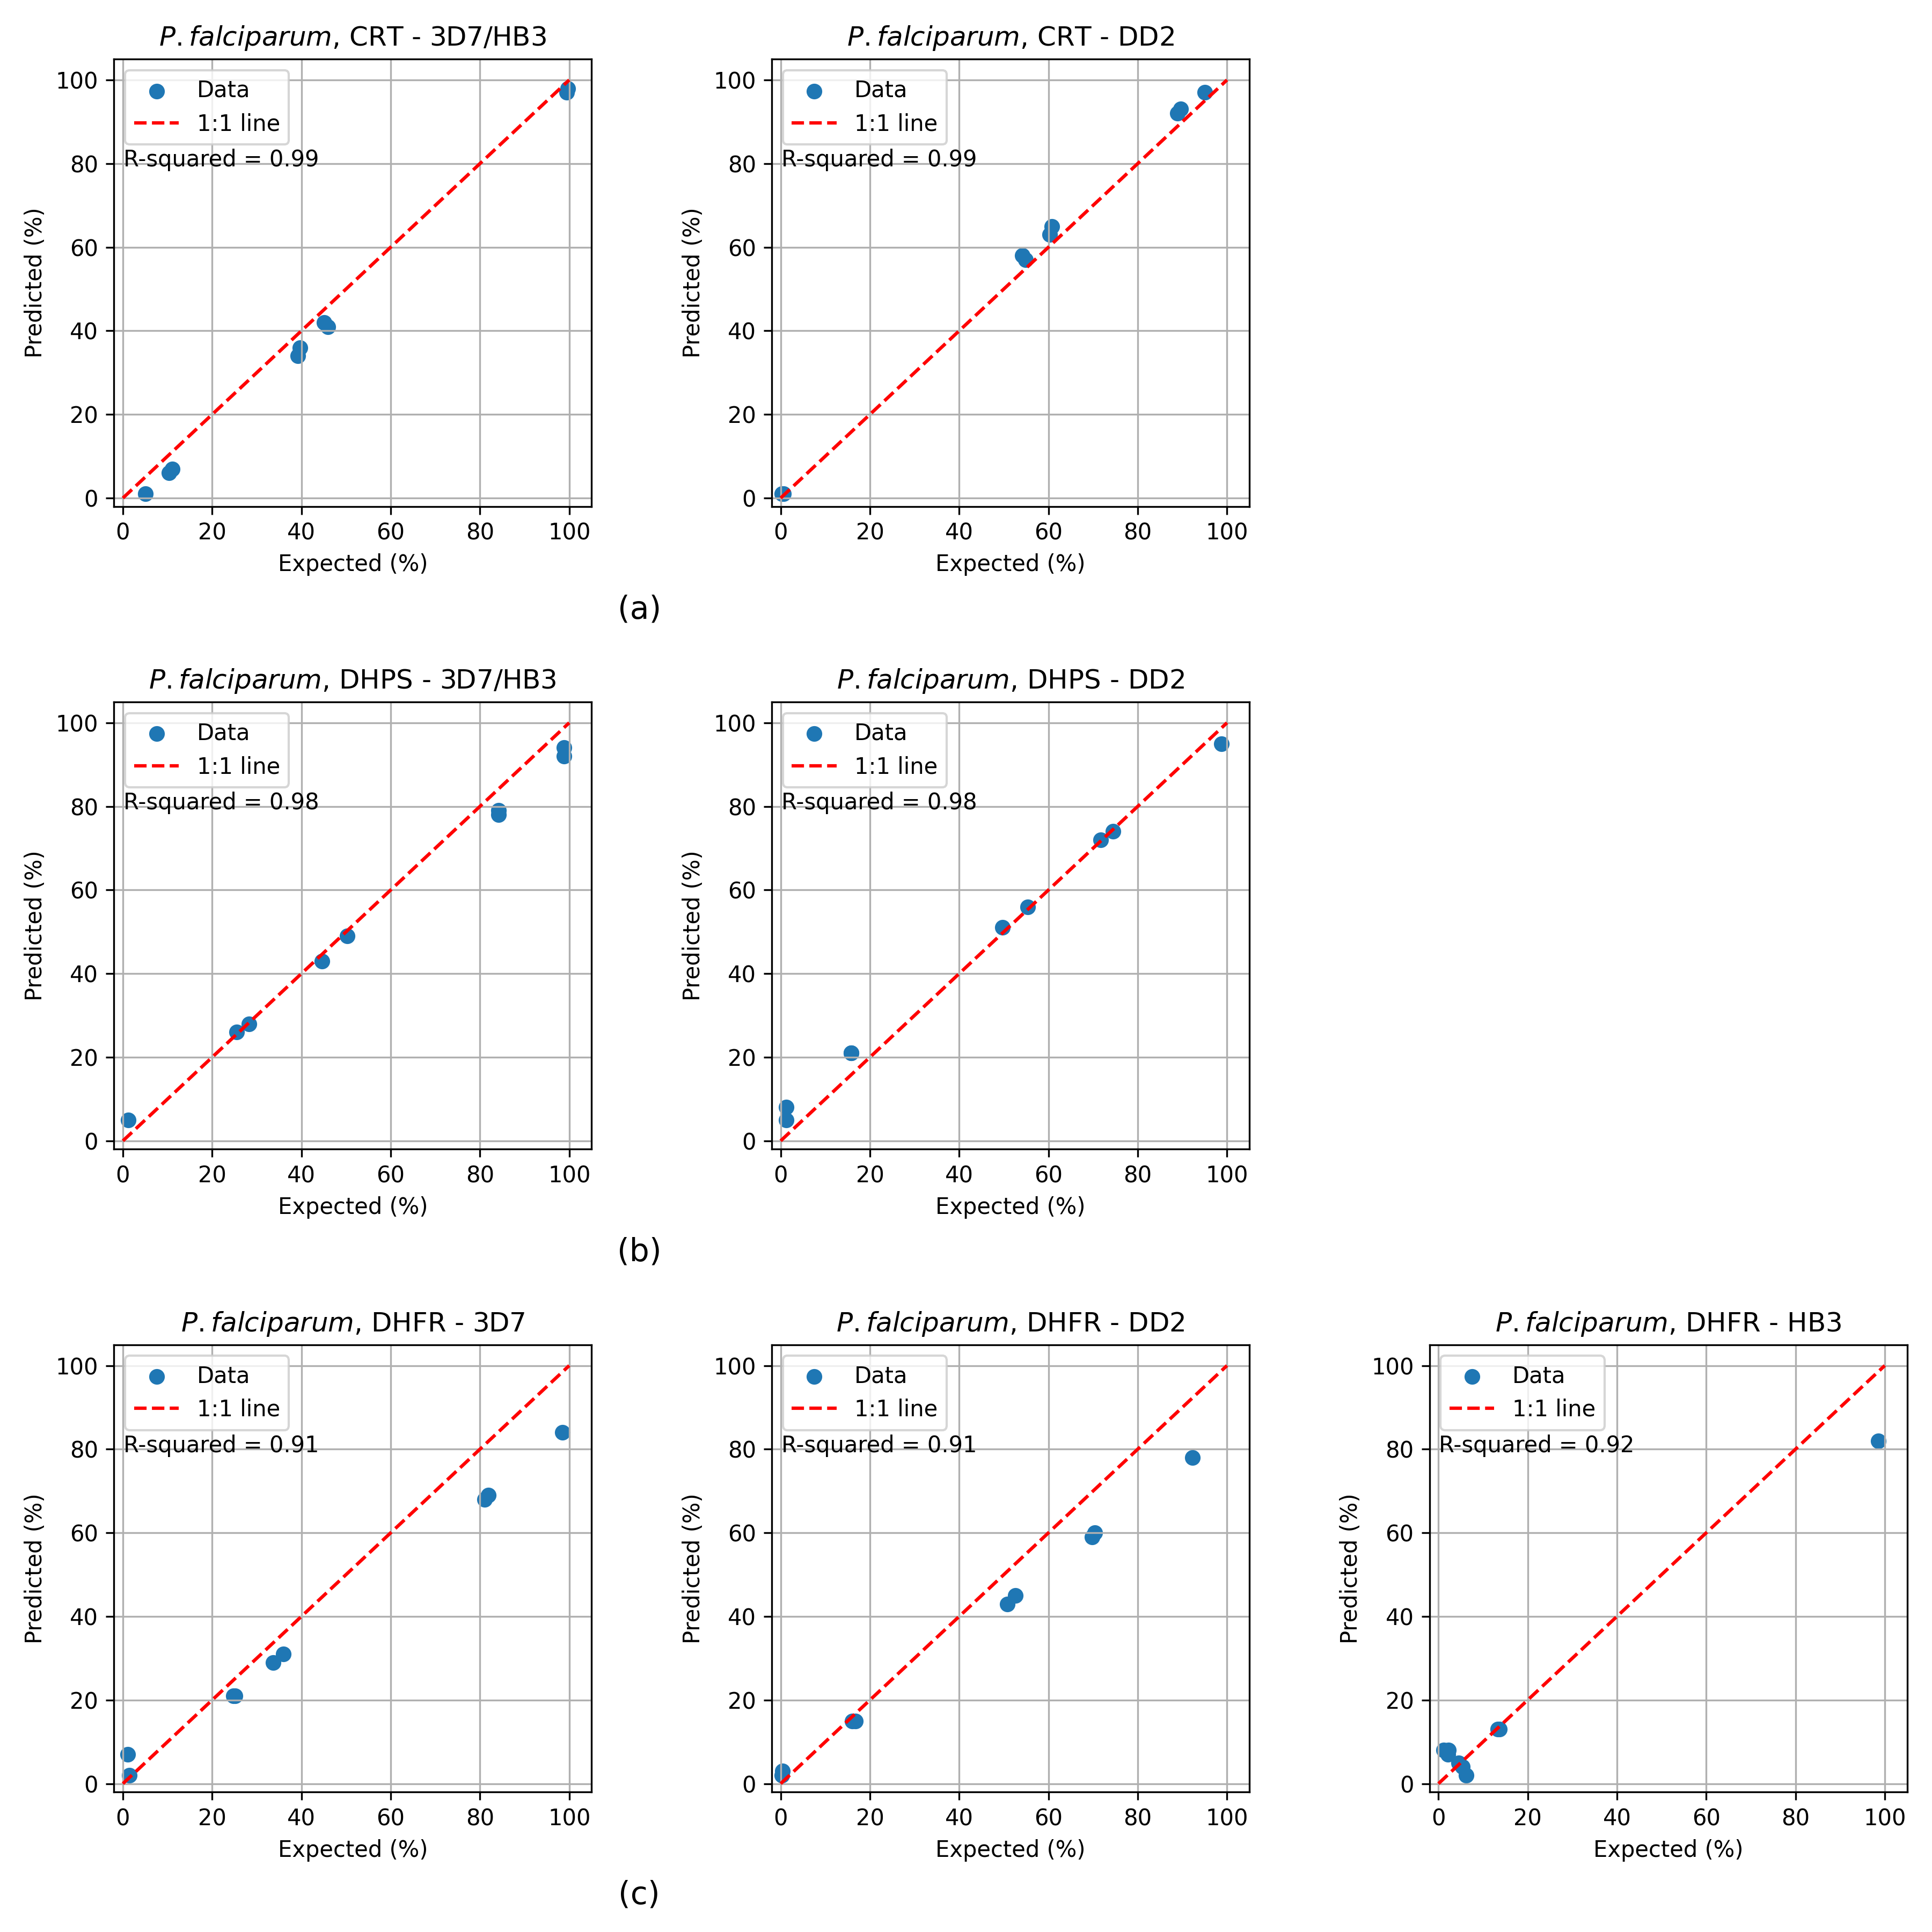 P. falciparum, CRT - 3D7/HB3
Data
1:1 line
R-squared = 0.99
100
80
60
40
20
0
Predicted (%)
0 20 40 60 80 100
Expected (%)
P. falciparum, CRT - DD2
Data
1:1 line
R-squared = 0.99
100
80
60
40
20
0
Predicted (%)
0 20 40 60 80 100
Expected (%)
(a)
P. falciparum, DHPS - 3D7/HB3
Data
1:1 line
R-squared = 0.98
100
80
60
40
20
0
Predicted (%)
0 20 40 60 80 100
Expected (%)
P. falciparum, DHPS - DD2
Data
1:1 line
R-squared = 0.98
100
80
60
40
20
0
Predicted (%)
0 20 40 60 80 100
Expected (%)
(b)
P. falciparum, DHFR - 3D7
Data
1:1 line
R-squared = 0.91
100
80
60
40
20
0
Predicted (%)
0 20 40 60 80 100
Expected (%)
P. falciparum, DHFR - DD2
Data
1:1 line
R-squared = 0.91
100
80
60
40
20
0
Predicted (%)
0 20 40 60 80 100
Expected (%)
P. falciparum, DHFR - HB3
Data
1:1 line
R-squared = 0.92
100
80
60
40
20
0
Predicted (%)
0 20 40 60 80 100
Expected (%)
(c)